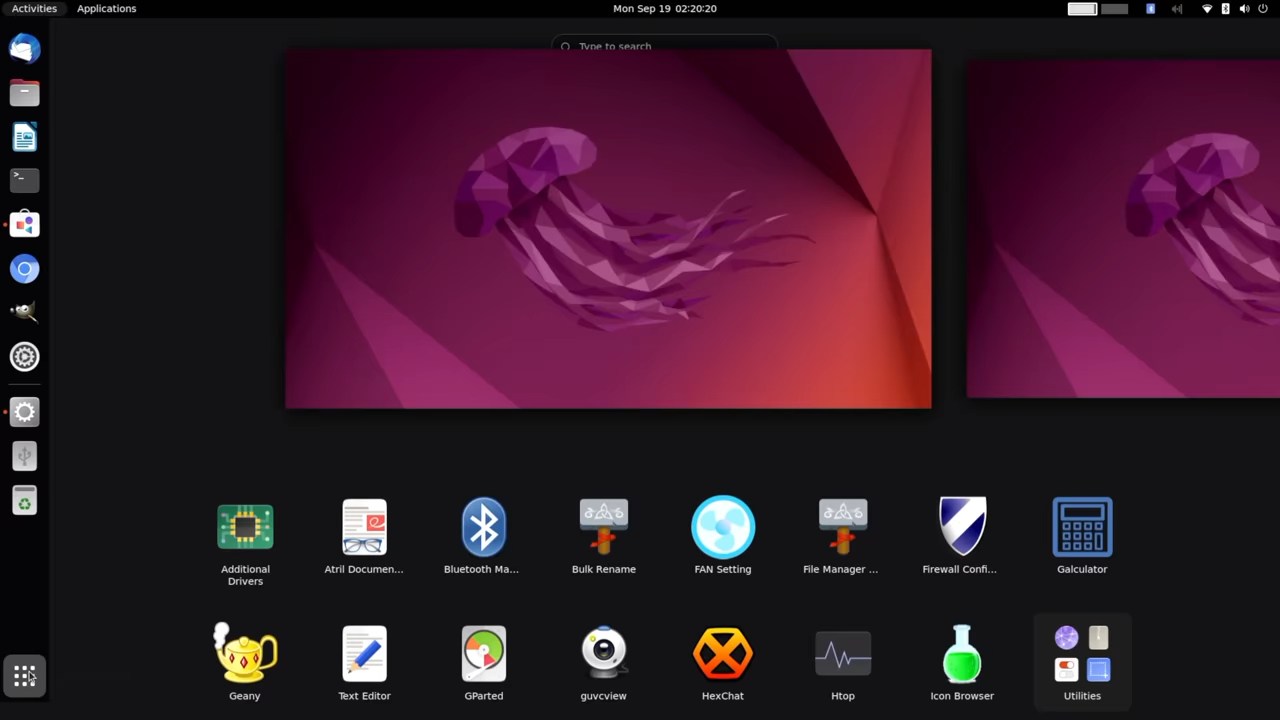 Activities Applications Mon Sep 19 02:20:20
Type to search
Additional Drivers
Atril Documen...
Bluetooth Ma...
Bulk Rename
FAN Setting
File Manager ...
Firewall Confi...
Galculator
Geany
Text Editor
GParted
guvcview
HexChat
Htop
Icon Browser
Utilities